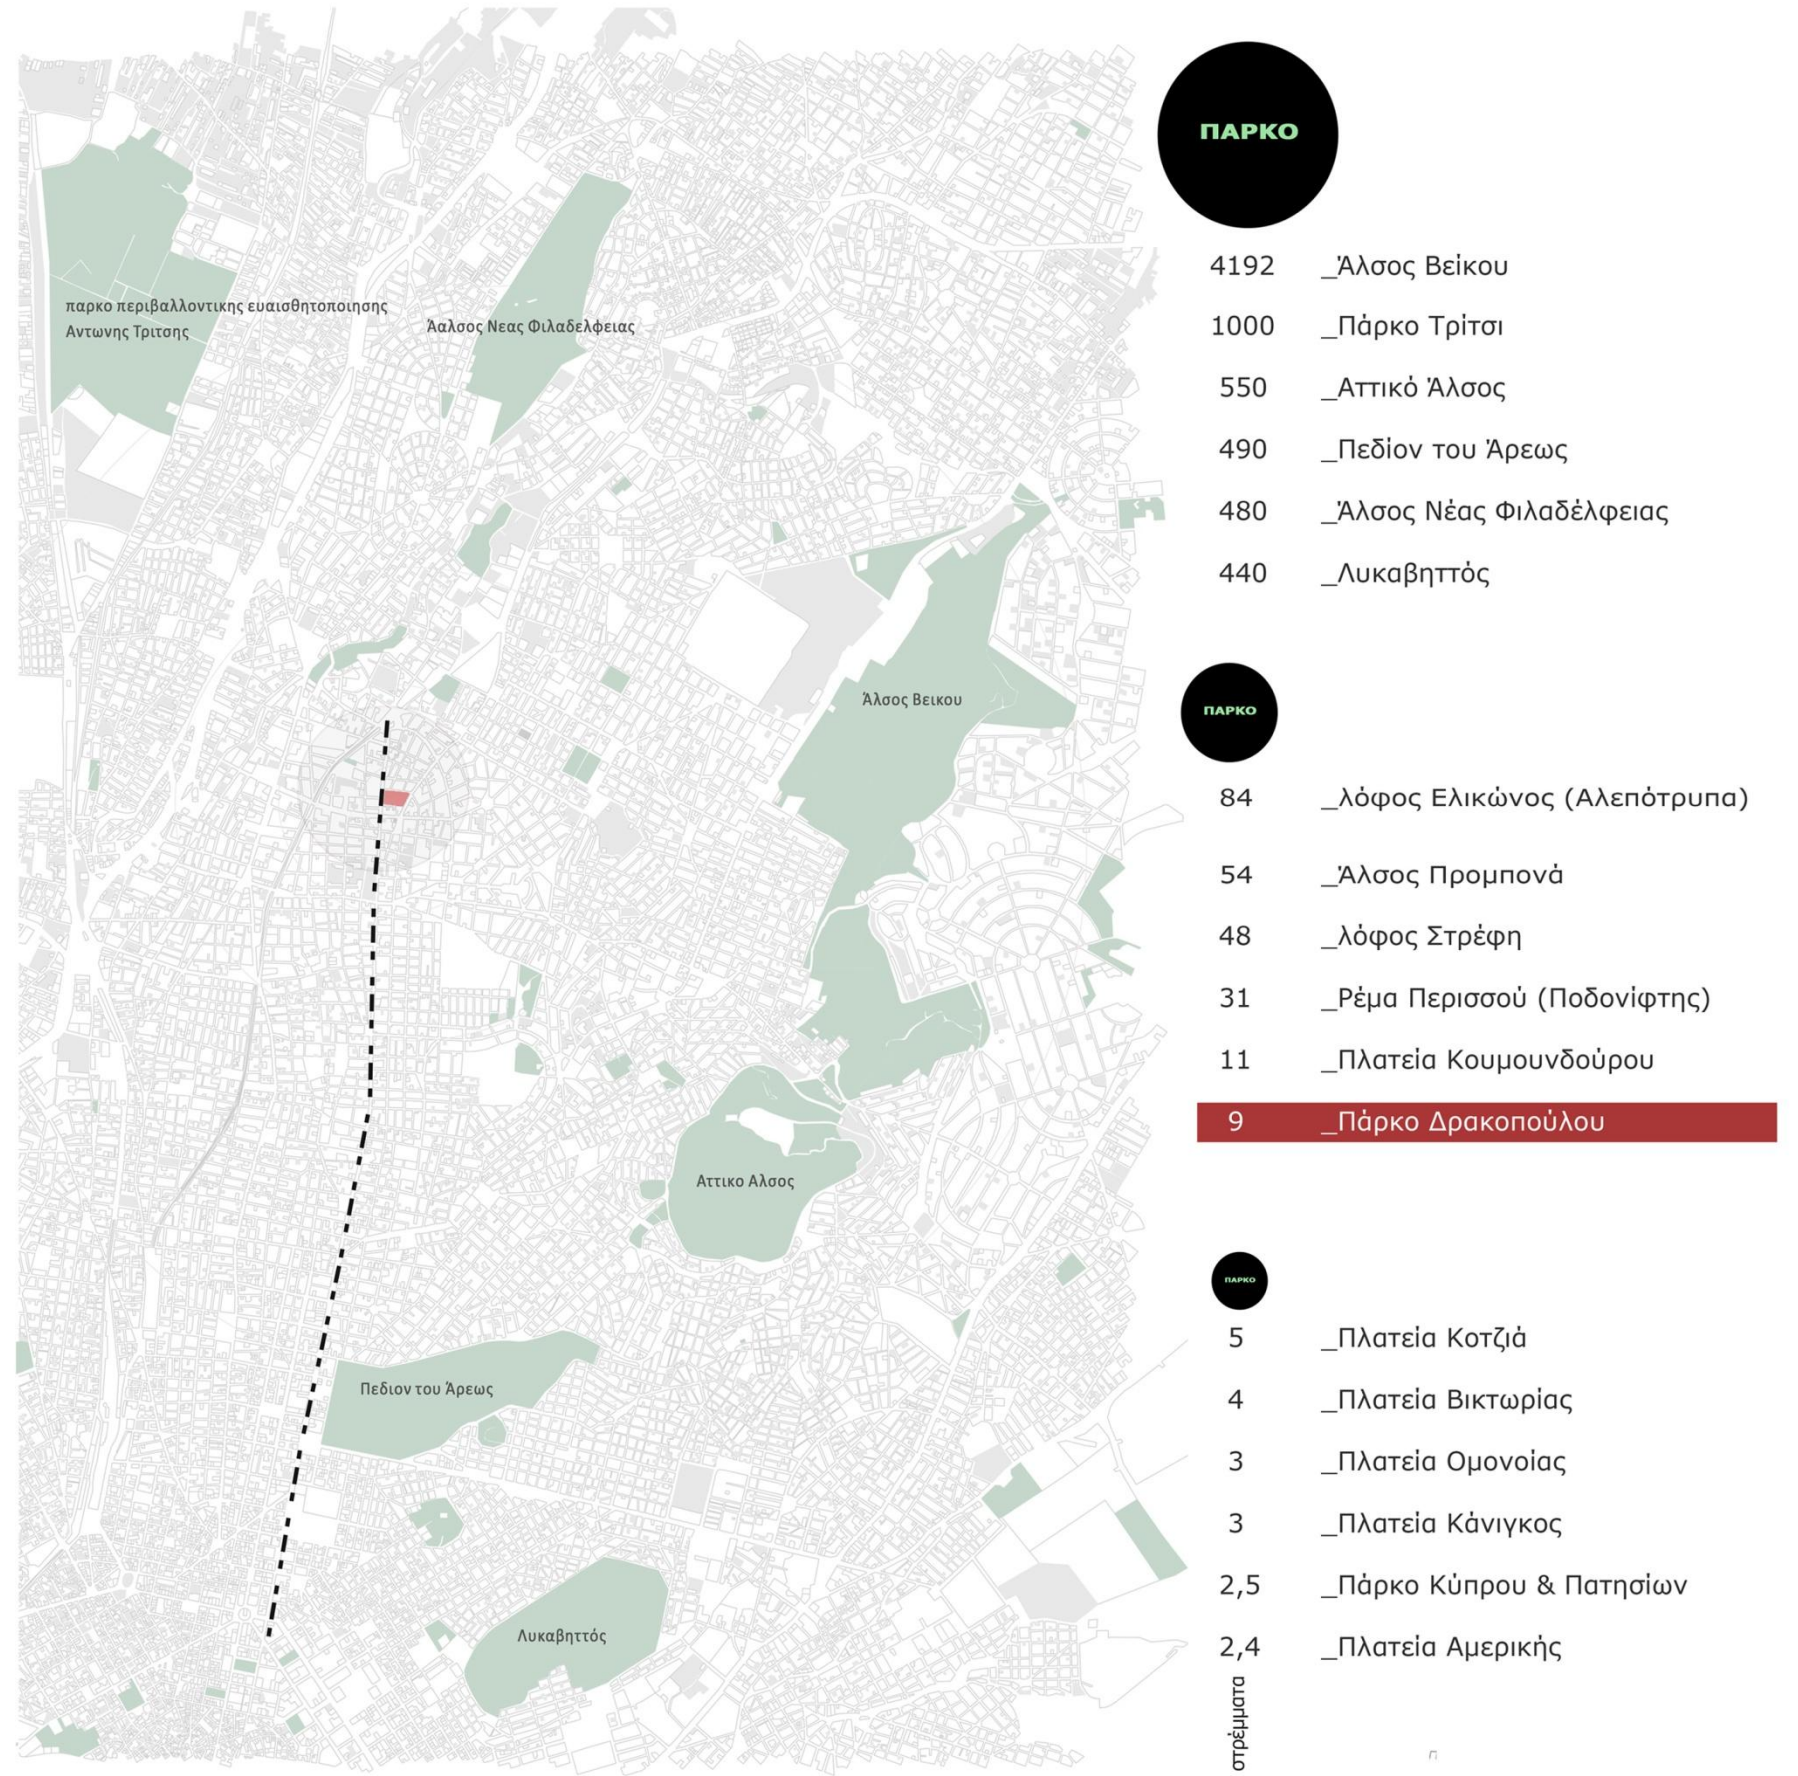 παρκο περιβαλλοντικης ευαισθητοποιησης
Αντωνης Τριτσης
Άαλσος Νεας Φιλαδελφειας
Άλσος Βεικου
Αττικο Αλσος
Πεδιον του Άρεως
Λυκαβηττός
ΠΑΡΚΟ
4192 _Άλσος Βεΐκου
1000 _Πάρκο Τρίτσι
550 _Αττικό Άλσος
490 _Πεδίον του Άρεως
480 _Άλσος Νέας Φιλαδέλφειας
440 _Λυκαβηττός
ΠΑΡΚΟ
84 _λόφος Ελικώνος (Αλεπότρυπα)
54 _Άλσος Προμπονά
48 _λόφος Στρέφη
31 _Ρέμα Περισσού (Ποδονίφτης)
11 _Πλατεία Κουμουνδούρου
9 _Πάρκο Δρακοπούλου
ΠΑΡΚΟ
5 _Πλατεία Κοτζιά
4 _Πλατεία Βικτωρίας
3 _Πλατεία Ομονοίας
3 _Πλατεία Κάνιγκος
2,5 _Πάρκο Κύπρου & Πατησίων
2,4 _Πλατεία Αμερικής
στρέμματα